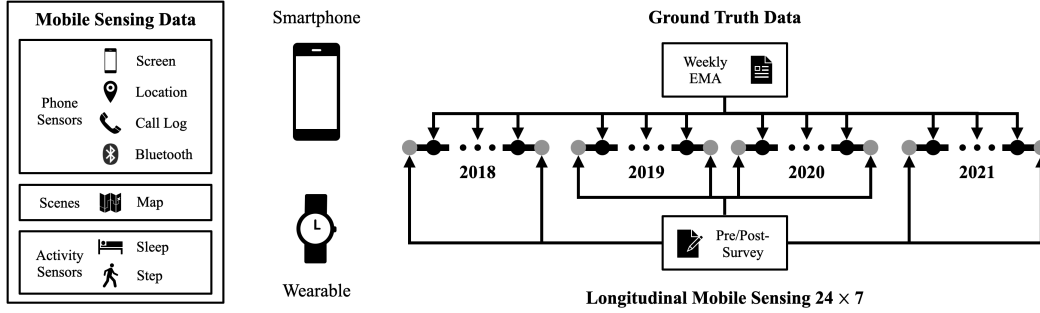 Mobile Sensing Data
Phone
Sensors
Screen
Location
Call Log
Bluetooth
Scenes
Map
Activity
Sensors
Sleep
Step
Smartphone
Wearable
Ground Truth Data
Weekly
EMA
2018
2019
2020
2021
Pre/Post-
Survey
Longitudinal Mobile Sensing 24 × 7